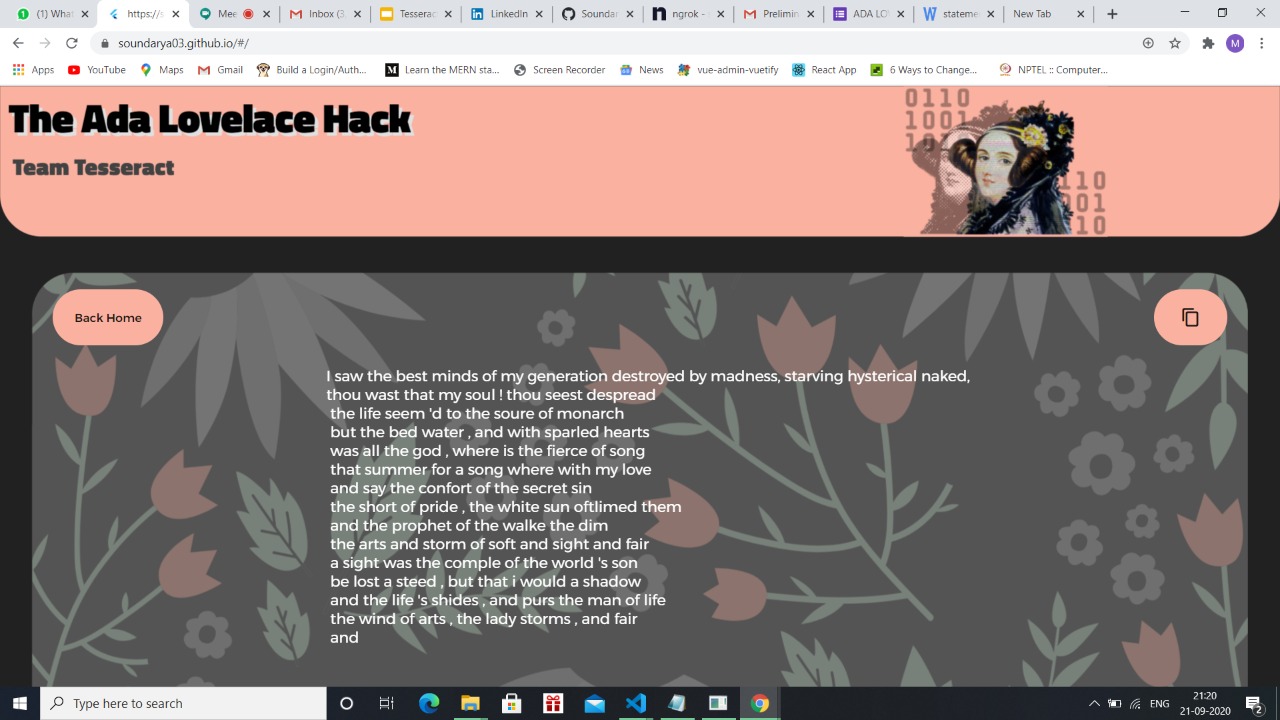 (1) What
https://s
Mee
Inbox (3
Tesserac
LinkedIn
Soundar
ngrok -
Prelimin
ADA LO
stateme
New Tab
soundarya03.github.io/#/
M
Apps
YouTube
Maps
Gmail
Build a Login/Auth...
Learn the MERN sta...
Screen Recorder
News
vue-admin-vuetify
React App
6 Ways to Change...
NPTEL :: Computer...
The Ada Lovelace Hack
Team Tesseract
0110
1001
101
110
001
10
Back Home
I saw the best minds of my generation destroyed by madness, starving hysterical naked,
thou wast that my soul ! thou seest despread
the life seem 'd to the soure of monarch
but the bed water , and with sparled hearts
was all the god , where is the fierce of song
that summer for a song where with my love
and say the confort of the secret sin
the short of pride , the white sun oftlimed them
and the prophet of the walke the dim
the arts and storm of soft and sight and fair
a sight was the comple of the world 's son
be lost a steed , but that i would a shadow
and the life 's shides , and purs the man of life
the wind of arts , the lady storms , and fair
and
Type here to search
ENG
21:20
21-09-2020
2